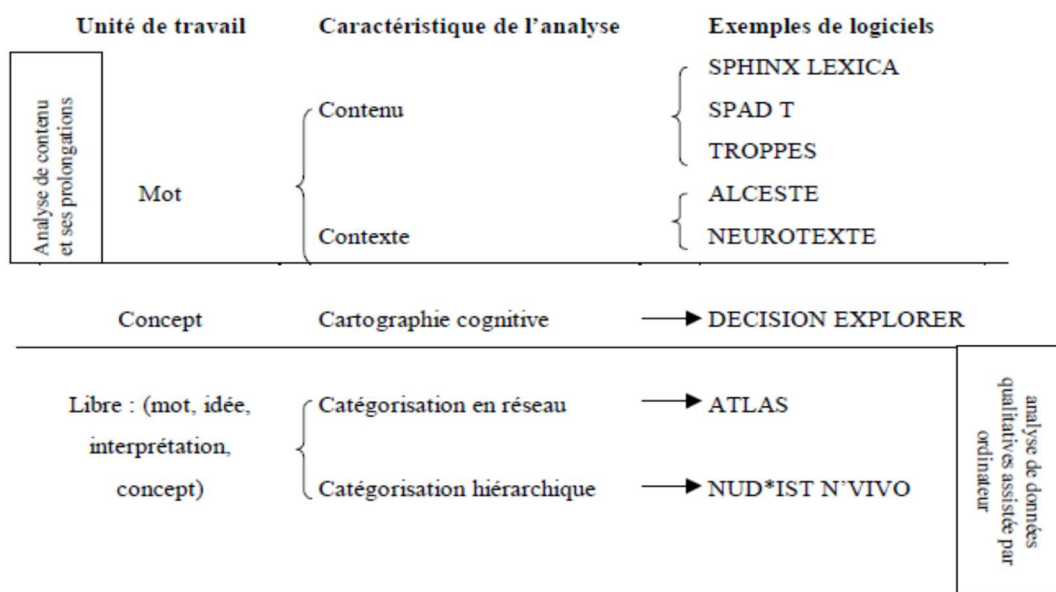 Unité de travail Caractéristique de l'analyse Exemples de logiciels
Analyse de contenu
et ses prolongations
SPHINX LEXICA
Contenu SPAD T
TROPPES
Mot
ALCESTE
Contexte NEUROTEXTE
Concept Cartographie cognitive DECISION EXPLORER
Libre : (mot, idée, Catégorisation en réseau ATLAS
interprétation,
concept) Catégorisation hiérarchique NUD*IST N'VIVO
analyse de données
qualitatives assistée par
ordinateur